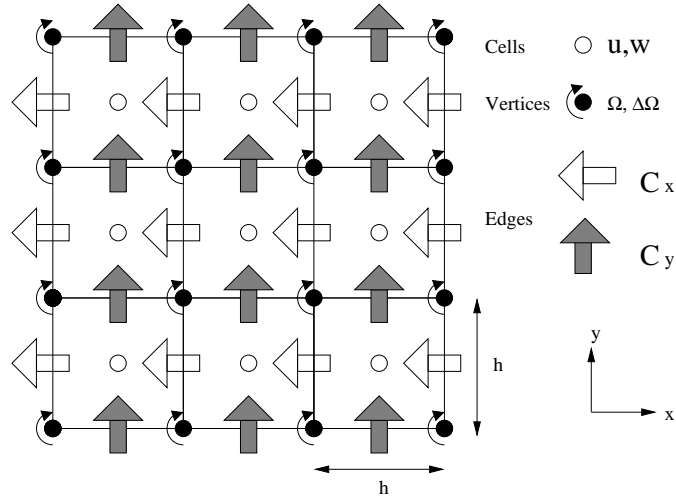 Cells u,w
Vertices Ω, ΔΩ
C x
Edges
C y
h
y
x
h